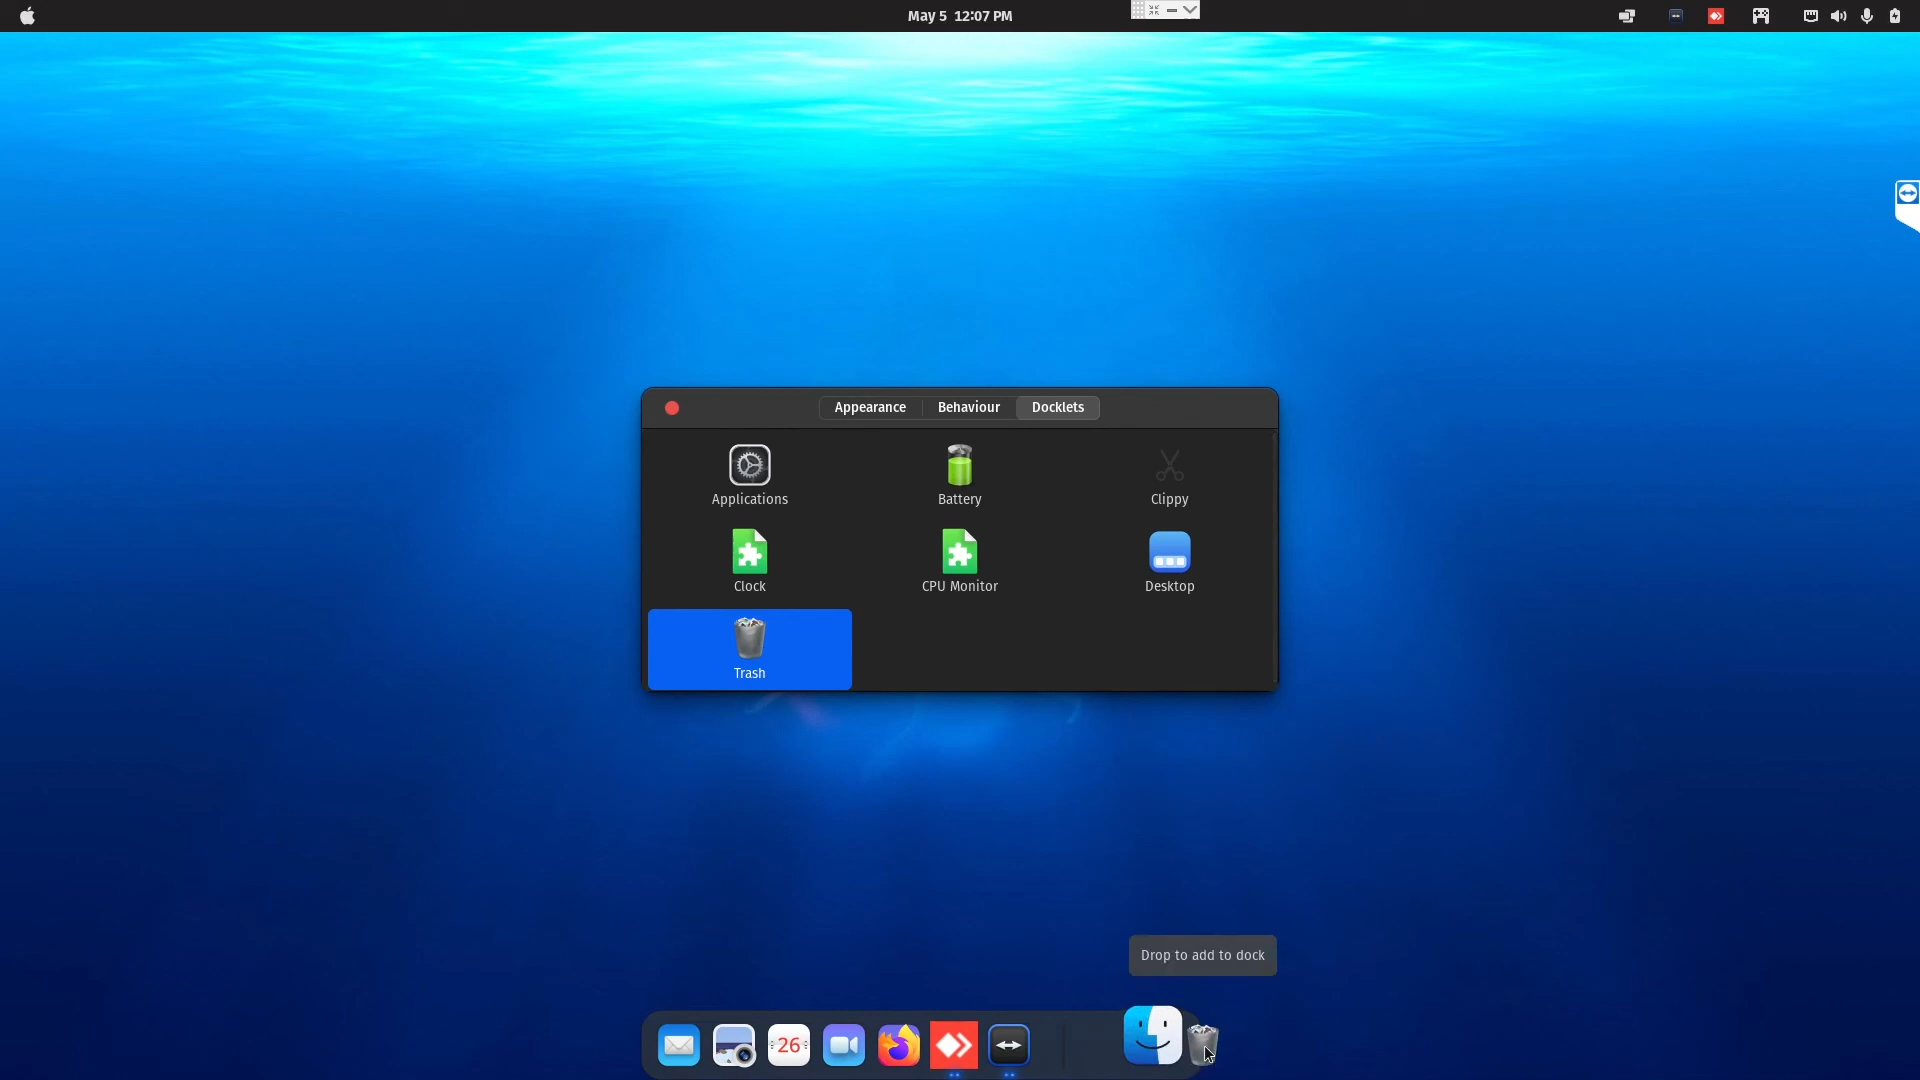 May 5 12:07 PM
Appearance Behaviour Docklets
Applications Battery Clippy
Clock CPU Monitor Desktop
Trash
Drop to add to dock
26